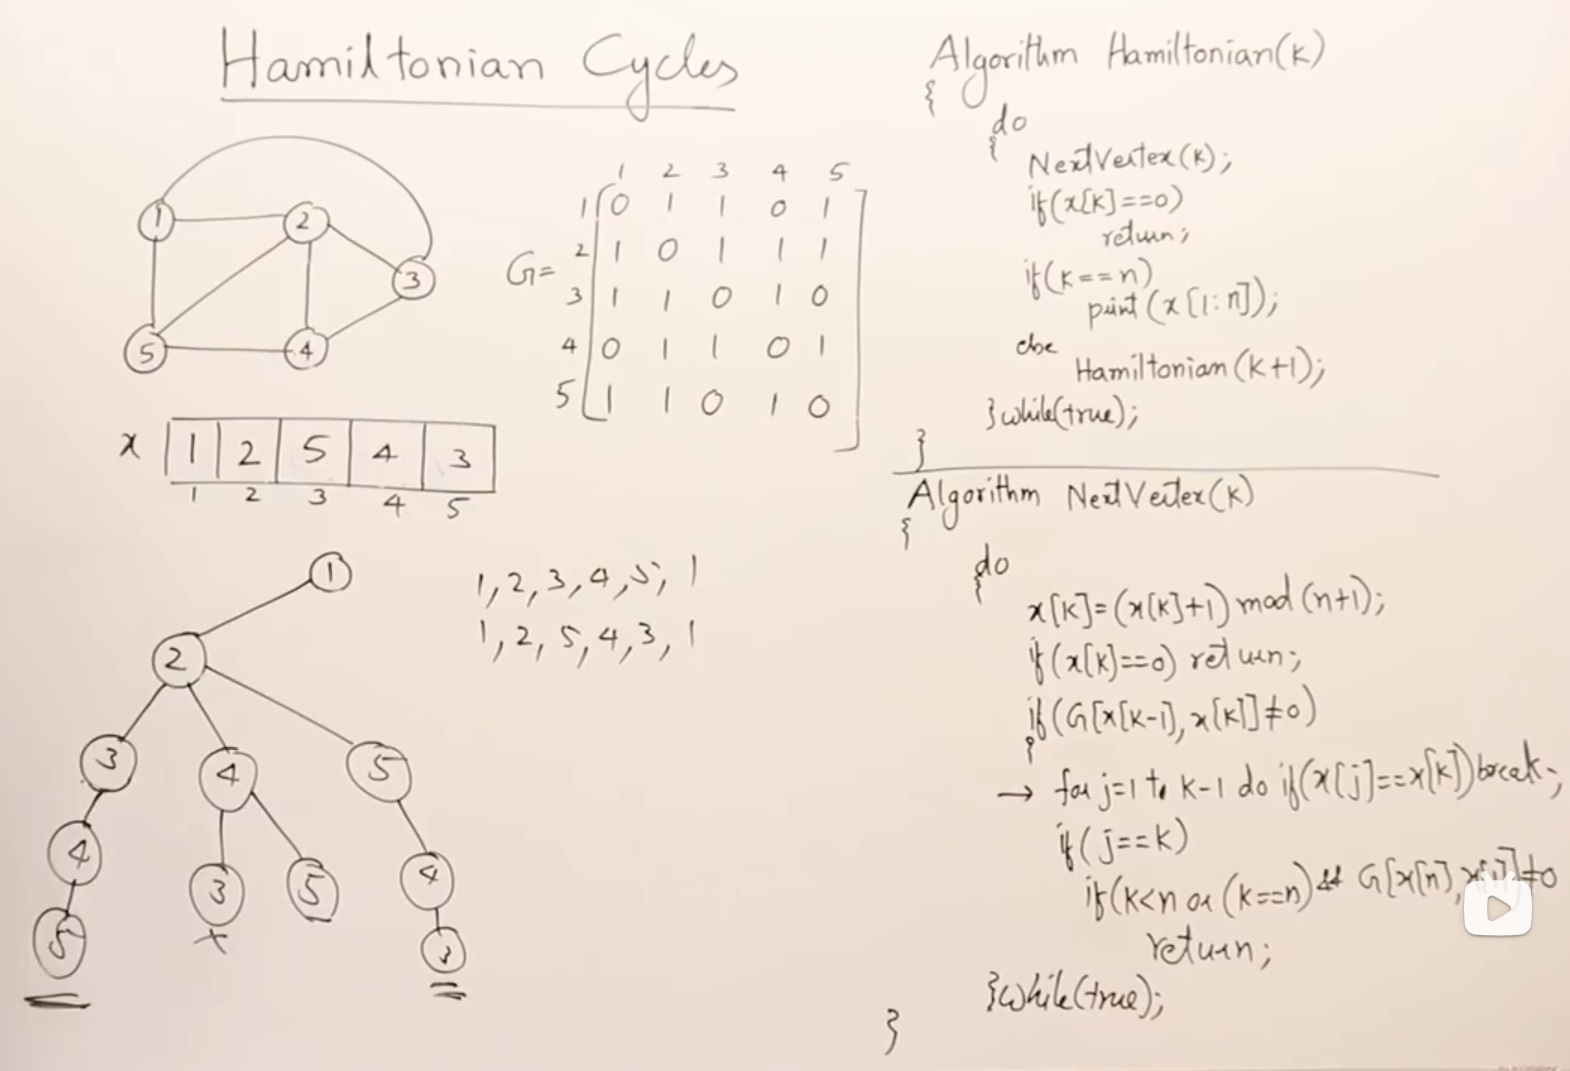 Hamiltonian Cycles
1
2
3
5
4
1 2 3 4 5
G=
1 0 1 1 0 1
2 1 0 1 1 1
3 1 1 0 1 0
4 0 1 1 0 1
5 1 1 0 1 0
x 1 2 5 4 3
1 2 3 4 5
1
2
3 4 5
4 3 5 4
x
5 3
1, 2, 3, 4, 5, 1
1, 2, 5, 4, 3, 1
Algorithm Hamiltonian(k)
{
do
{
NextVertex(k);
if(x[k]==0)
return;
if(k==n)
print(x[1:n]);
else
Hamiltonian(k+1);
}while(true);
}
Algorithm NextVertex(k)
{
do
{
x[k]=(x[k]+1) mod (n+1);
if(x[k]==0) return;
if(G[x[k-1], x[k]]≠0)
{
→ for j=1 to k-1 do if(x[j]==x[k]) break;
if(j==k)
if(k<n or (k==n) && G[x[n], x[1]]≠0
return;
}while(true);
}